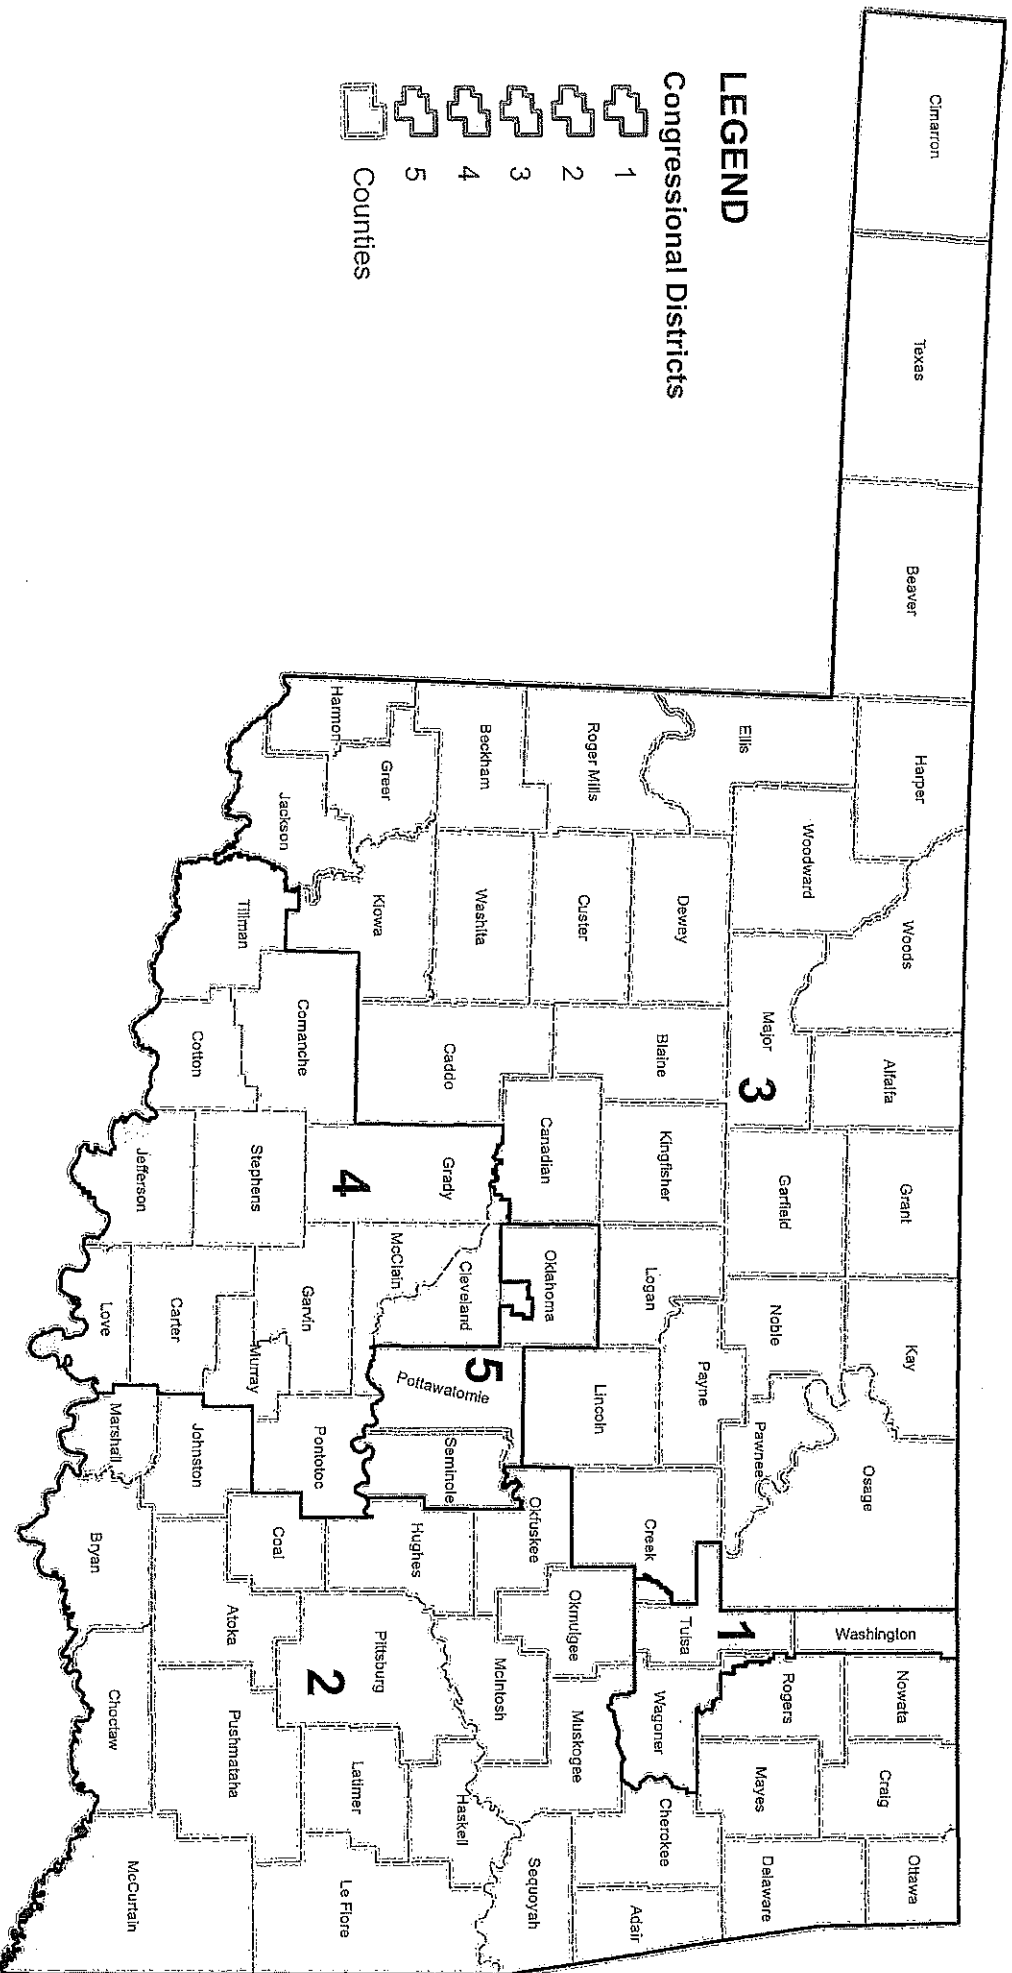 LEGEND
Congressional Districts
1
2
3
4
5
Counties
Cimarron
Texas
Beaver
Harper
Woods
Alfalfa
Grant
Kay
Osage
Washington
Nowata
Craig
Ottawa
Ellis
Woodward
Major
3
Garfield
Noble
Pawnee
1
Rogers
Mayes
Delaware
Roger Mills
Dewey
Blaine
Kingfisher
Logan
Payne
Creek
Tulsa
Wagoner
Cherokee
Adair
Beckham
Custer
Washita
Caddo
Canadian
Oklahoma
Lincoln
Okfuskee
Okmulgee
Muskogee
Sequoyah
Harmon
Greer
Kiowa
Grady
4
McClain
Cleveland
5
Pottawatomie
Seminole
Hughes
McIntosh
Haskell
Jackson
Tillman
Comanche
Cotton
Stephens
Jefferson
Garvin
Murray
Carter
Love
Pontotoc
Johnston
Marshall
Coal
Pittsburg
2
Latimer
Le Flore
Atoka
Pushmataha
Bryan
Choctaw
McCurtain